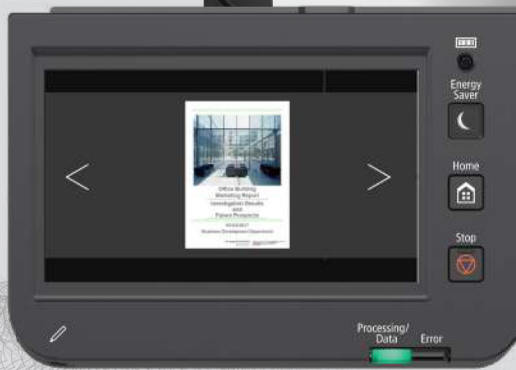 Energy
Saver
Home
Stop
Office Building
Marketing Report
Investigation Results
and
Future Prospects
Business Development Department
Processing/
Data
Error